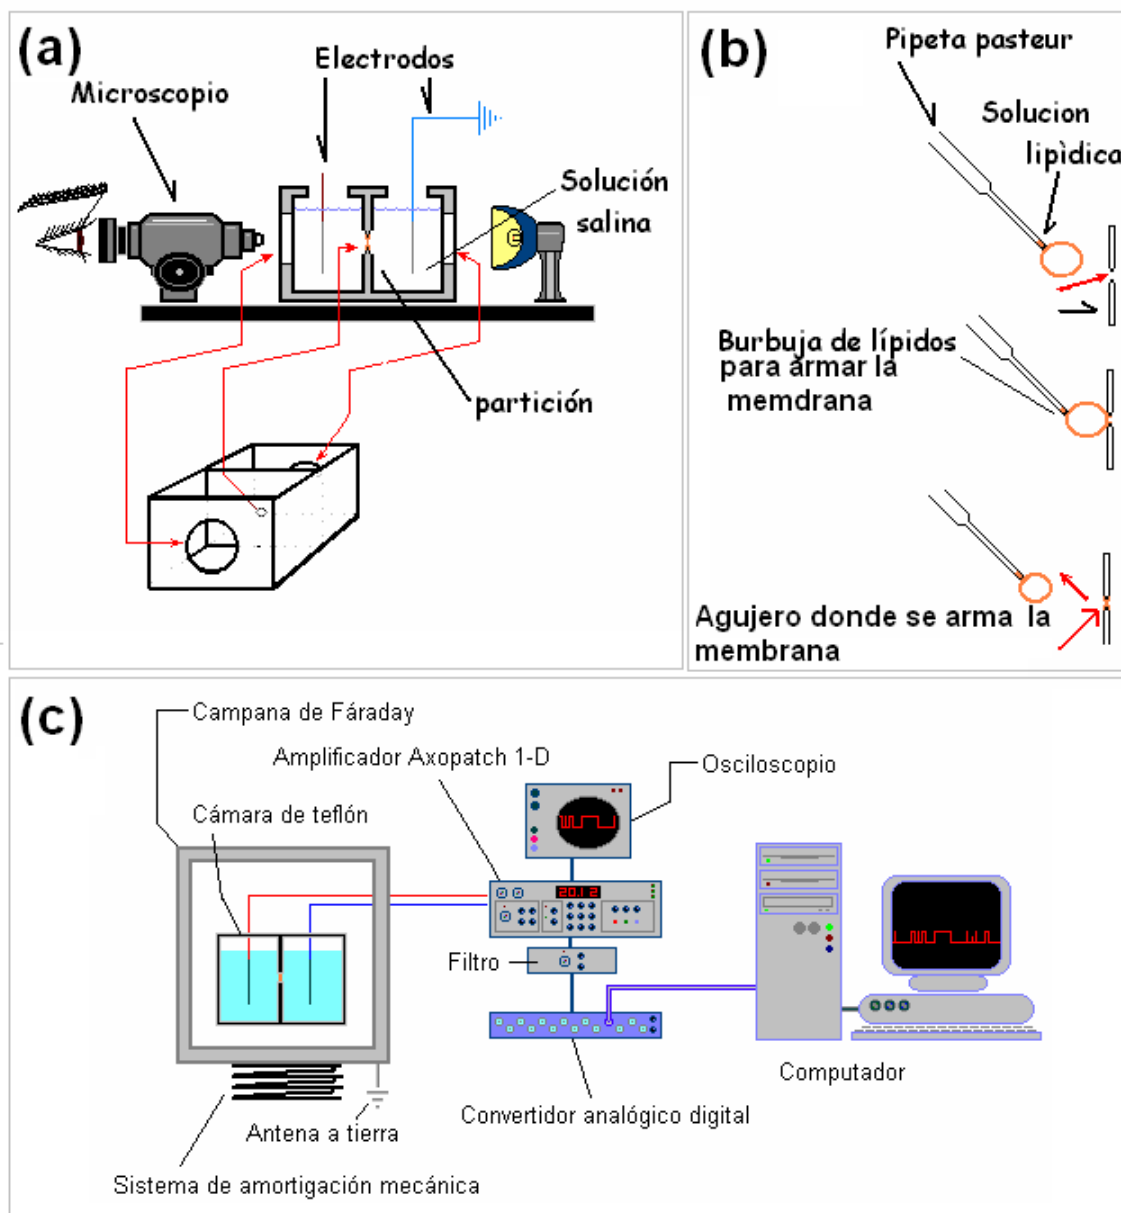 (a)
Electrodos
Microscopio
Solución
salina
partición
(b)
Pipeta pasteur
Solucion
lipìdica
Burbuja de lípidos
para armar la
memdrana
Agujero donde se arma la
membrana
(c)
Campana de Fáraday
Amplificador Axopatch 1-D
Osciloscopio
Cámara de teflón
20.12
Filtro
Computador
Convertidor analógico digital
Antena a tierra
Sistema de amortigación mecánica